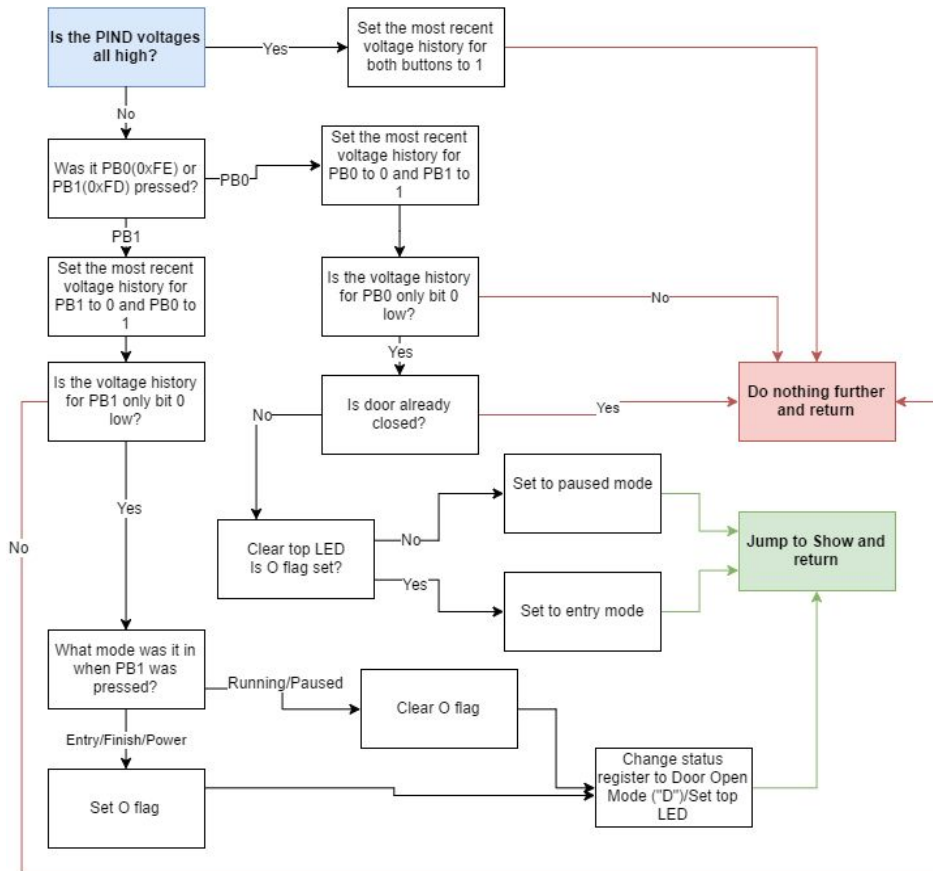 Is the PIND voltages
all high?
Yes
Set the most recent
voltage history for
both buttons to 1
No
Was it PB0(0xFE) or
PB1(0xFD) pressed?
PB0
Set the most recent
voltage history for
PB0 to 0 and PB1 to
1
PB1
Set the most recent
voltage history for
PB1 to 0 and PB0 to
1
Is the voltage history
for PB0 only bit 0
low?
No
Yes
Is the voltage history
for PB1 only bit 0
low?
Is door already
closed?
Yes
Do nothing further
and return
No
Yes
No
Clear top LED
Is O flag set?
No
Set to paused mode
Yes
Set to entry mode
Jump to Show and
return
What mode was it in
when PB1 was
pressed?
Running/Paused
Clear O flag
Entry/Finish/Power
Set O flag
Change status
register to Door Open
Mode ("D")/Set top
LED